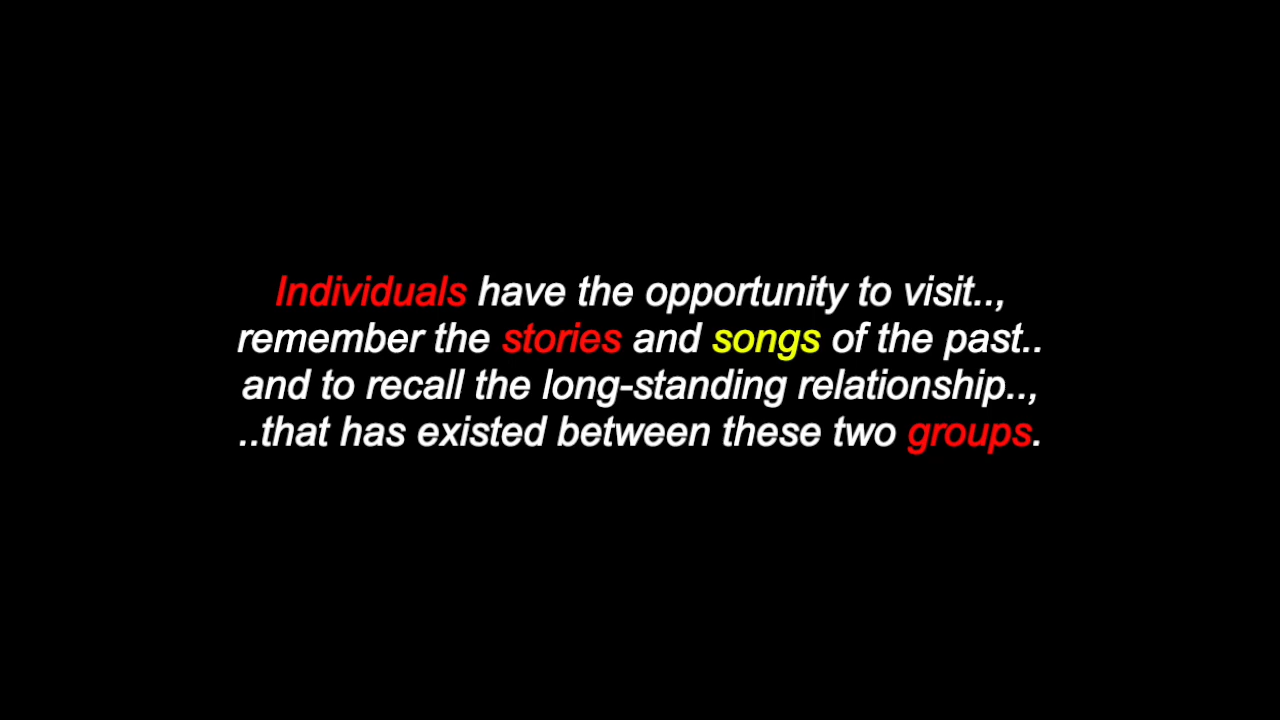 Individuals have the opportunity to visit..,
remember the stories and songs of the past..
and to recall the long-standing relationship..,
..that has existed between these two groups.